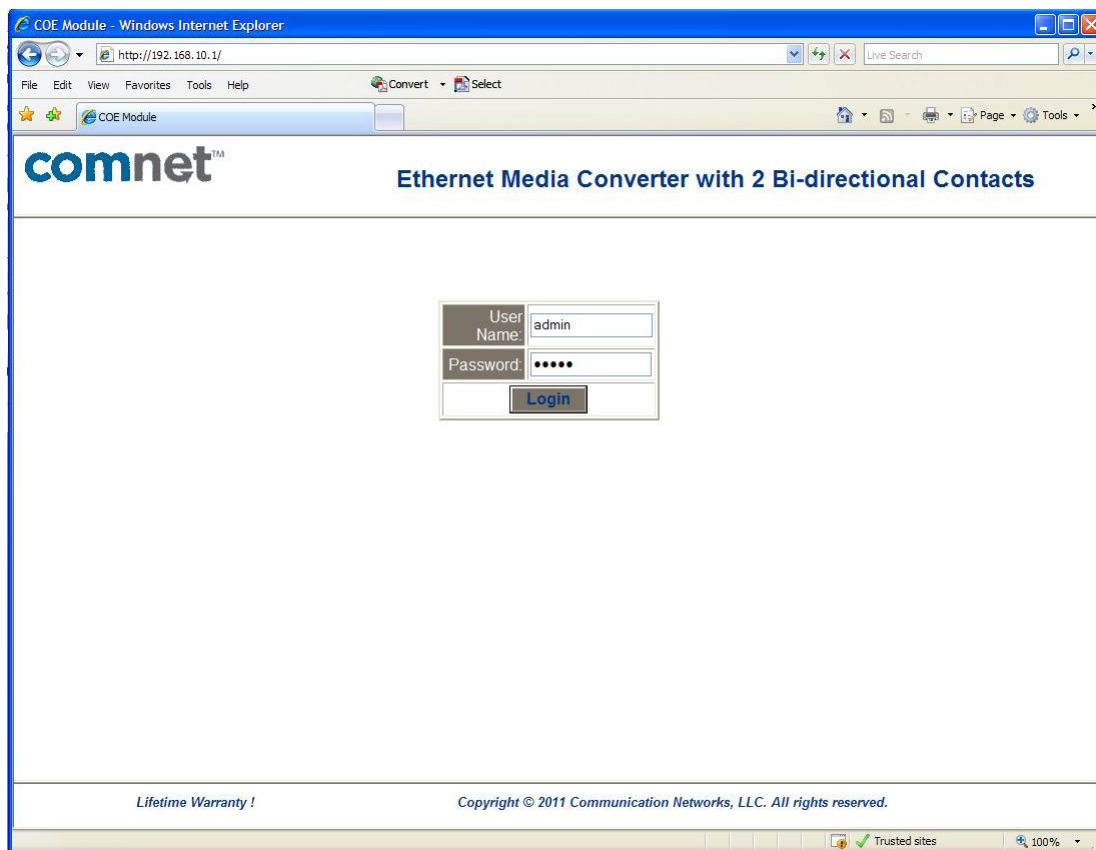 COE Module - Windows Internet Explorer
http://192.168.10.1/
Live Search
File Edit View Favorites Tools Help
Convert Select
COE Module
Page Tools
comnet™
Ethernet Media Converter with 2 Bi-directional Contacts
User
Name:
admin
Password:
•••••
Login
Lifetime Warranty !
Copyright © 2011 Communication Networks, LLC. All rights reserved.
Trusted sites
100%